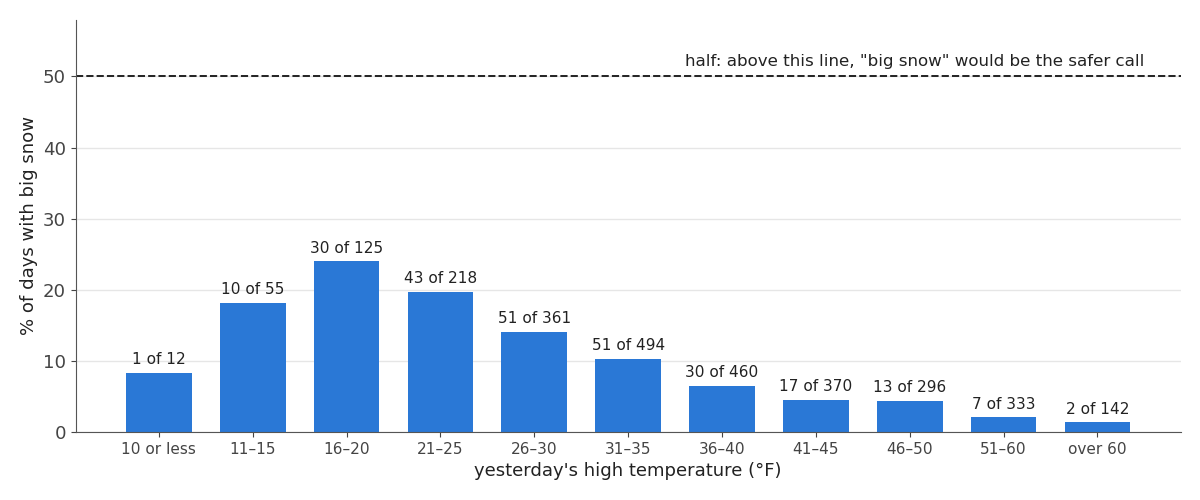 half: above this line, "big snow" would be the safer call
% of days with big snow
50
40
30
20
10
0
1 of 12
10 of 55
30 of 125
43 of 218
51 of 361
51 of 494
30 of 460
17 of 370
13 of 296
7 of 333
2 of 142
10 or less
11–15
16–20
21–25
26–30
31–35
36–40
41–45
46–50
51–60
over 60
yesterday's high temperature (°F)